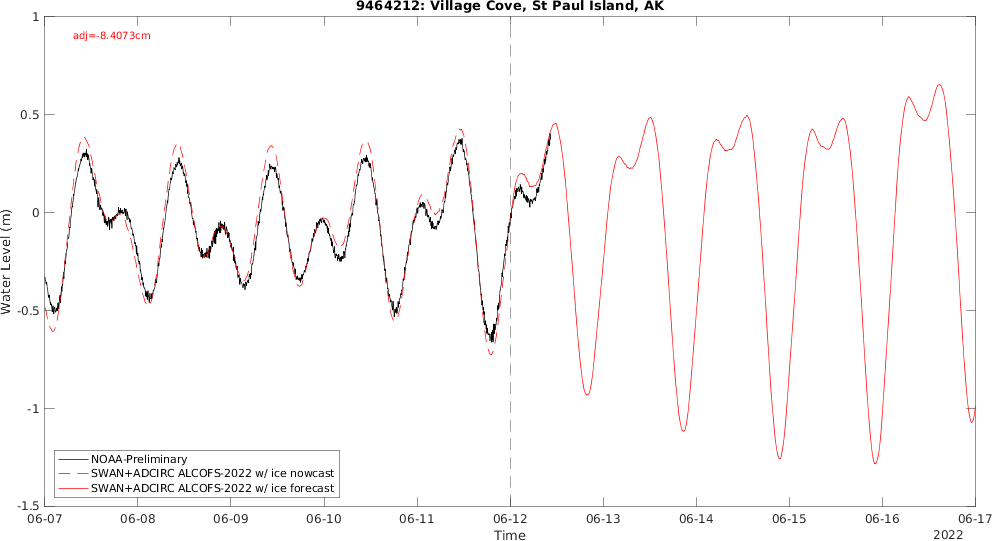 9464212: Village Cove, St Paul Island, AK
adj=-8.4073cm
1
0.5
0
-0.5
-1
-1.5
Water Level (m)
NOAA-Preliminary
SWAN+ADCIRC ALCOFS-2022 w/ ice nowcast
SWAN+ADCIRC ALCOFS-2022 w/ ice forecast
06-07 06-08 06-09 06-10 06-11 06-12 06-13 06-14 06-15 06-16 06-17
Time
2022